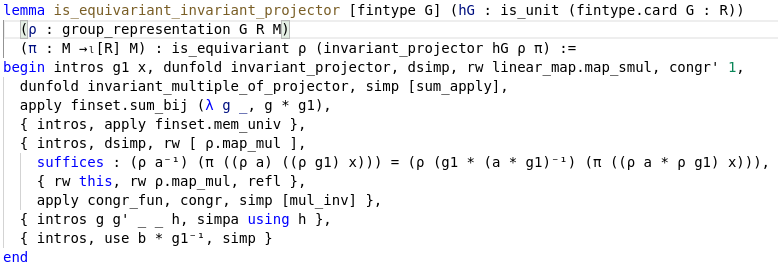 lemma is_equivariant_invariant_projector [fintype G] (hG : is_unit (fintype.card G : R))
  (ρ : group_representation G R M)
  (π : M →ₗ[R] M) : is_equivariant ρ (invariant_projector hG ρ π) :=
begin intros g1 x, dunfold invariant_projector, dsimp, rw linear_map.map_smul, congr' 1,
  dunfold invariant_multiple_of_projector, simp [sum_apply],
  apply finset.sum_bij (λ g _, g * g1),
  { intros, apply finset.mem_univ },
  { intros, dsimp, rw [ ρ.map_mul ],
    suffices : (ρ a⁻¹) (π ((ρ a) ((ρ g1) x))) = (ρ (g1 * (a * g1)⁻¹) (π ((ρ a * ρ g1) x))),
    { rw this, rw ρ.map_mul, refl },
    apply congr_fun, congr, simp [mul_inv] },
  { intros g g' _ _ h, simpa using h },
  { intros, use b * g1⁻¹, simp }
end